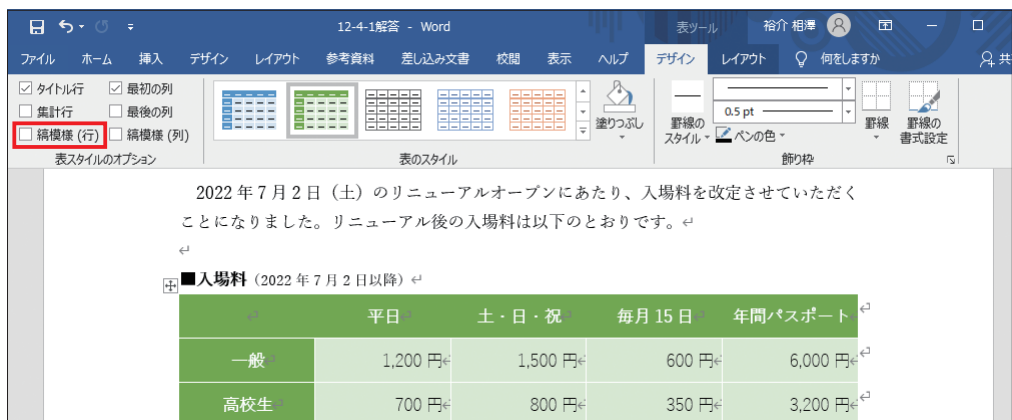 12-4-1解答 - Word 表ツール 裕介 相澤
ファイル ホーム 挿入 デザイン レイアウト 参考資料 差し込み文書 校閲 表示 ヘルプ デザイン レイアウト 何をしますか 共
タイトル行 最初の列
集計行 最後の列
縞模様 (行) 縞模様 (列)
表スタイルのオプション
表のスタイル
塗りつぶし
罫線の
スタイル
0.5 pt
ペンの色
罫線
罫線の
書式設定
飾り枠
2022年7月2日(土)のリニューアルオープンにあたり、入場料を改定させていただく
ことになりました。リニューアル後の入場料は以下のとおりです。↵
↵
■入場料(2022年7月2日以降)↵
↵ 平日↵ 土・日・祝↵ 毎月15日↵ 年間パスポート↵ ↵
一般↵ 1,200 円↵ 1,500 円↵ 600 円↵ 6,000 円↵ ↵
高校生↵ 700 円↵ 800 円↵ 350 円↵ 3,200 円↵ ↵